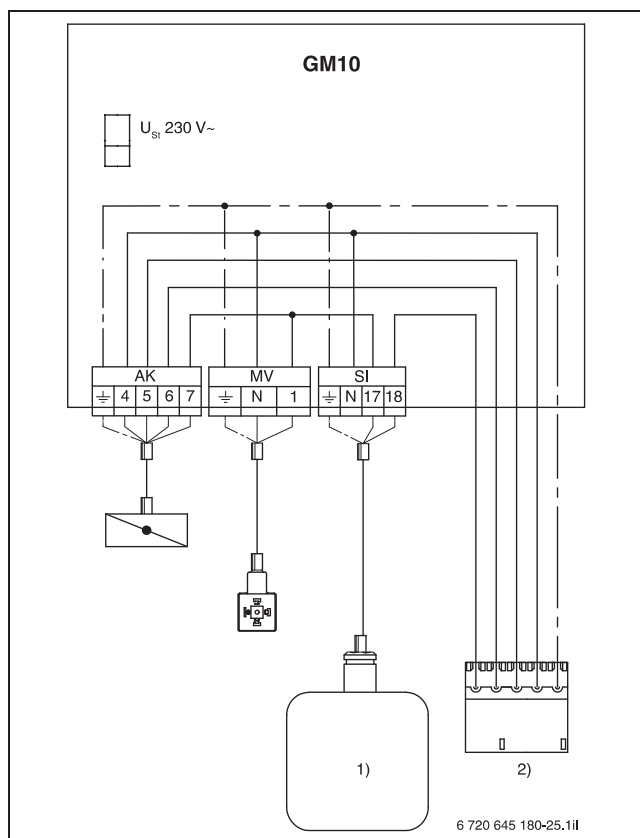 GM10
U_St 230 V~
AK MV SI
⏚ 4 5 6 7 ⏚ N 1 ⏚ N 17 18
1)
2)
6 720 645 180-25.1il